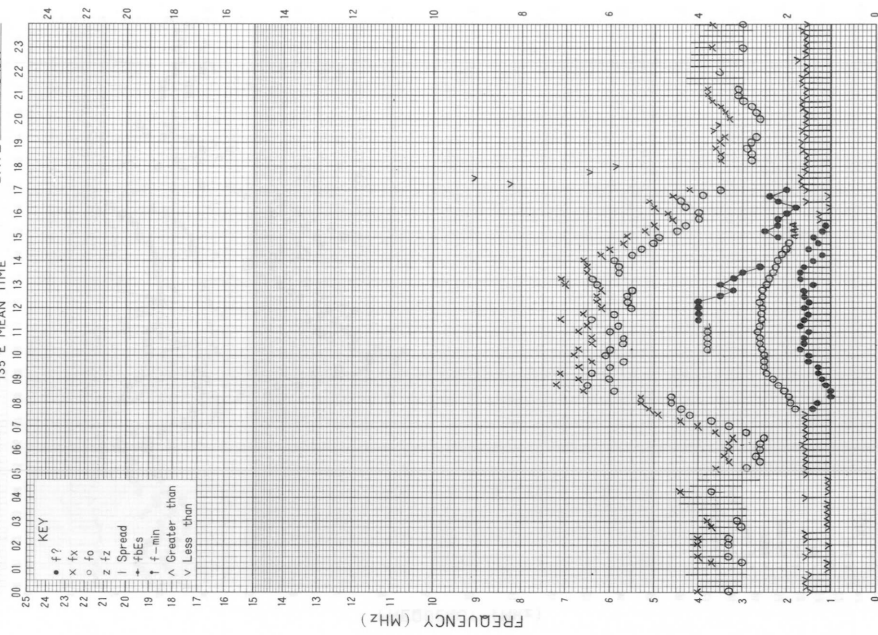 135 E MEAN TIME
00 01 02 03 04 05 06 07 08 09 10 11 12 13 14 15 16 17 18 19 20 21 22 23
KEY
f?
fx
fo
z fz
| Spread
fbEs
f-min
^ Greater than
v Less than
25 24 23 22 21 20 19 18 17 16 15 14 13 12 11 10 9 8 7 6 5 4 3 2 1 0
FREQUENCY (MHz)
24 22 20 18 16 14 12 10 8 6 4 2 0